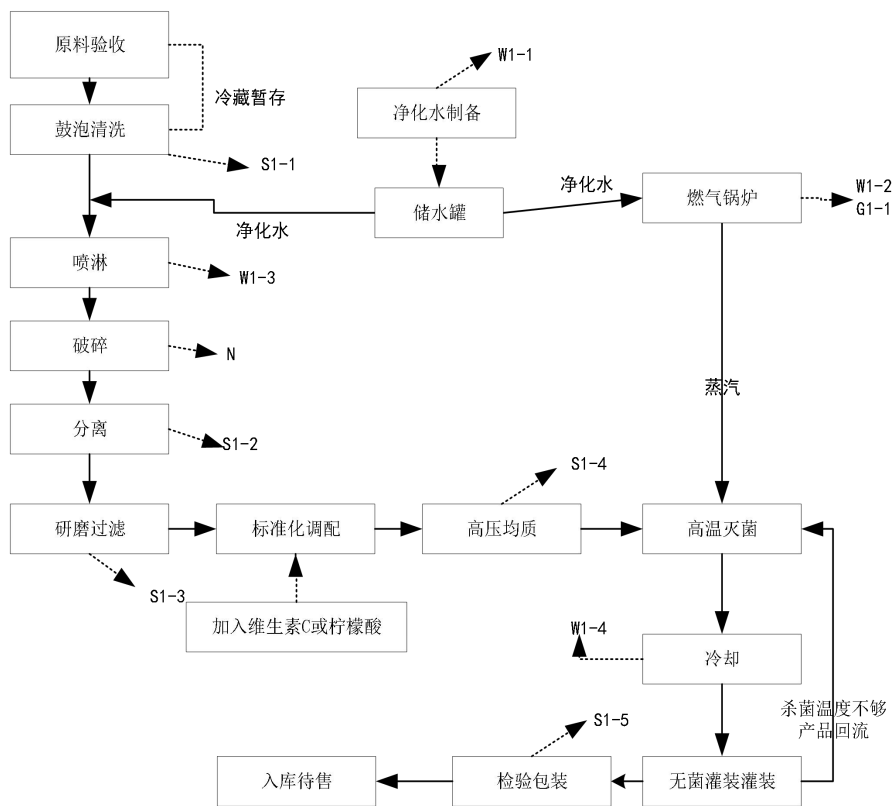 原料验收
W1-1
冷藏暂存
净化水制备
鼓泡清洗
S1-1
净化水
燃气锅炉
W1-2
G1-1
储水罐
净化水
喷淋
W1-3
破碎
N
蒸汽
分离
S1-2
S1-4
研磨过滤
标准化调配
高压均质
高温灭菌
S1-3
加入维生素C或柠檬酸
W1-4
冷却
杀菌温度不够
产品回流
S1-5
入库待售
检验包装
无菌灌装灌装